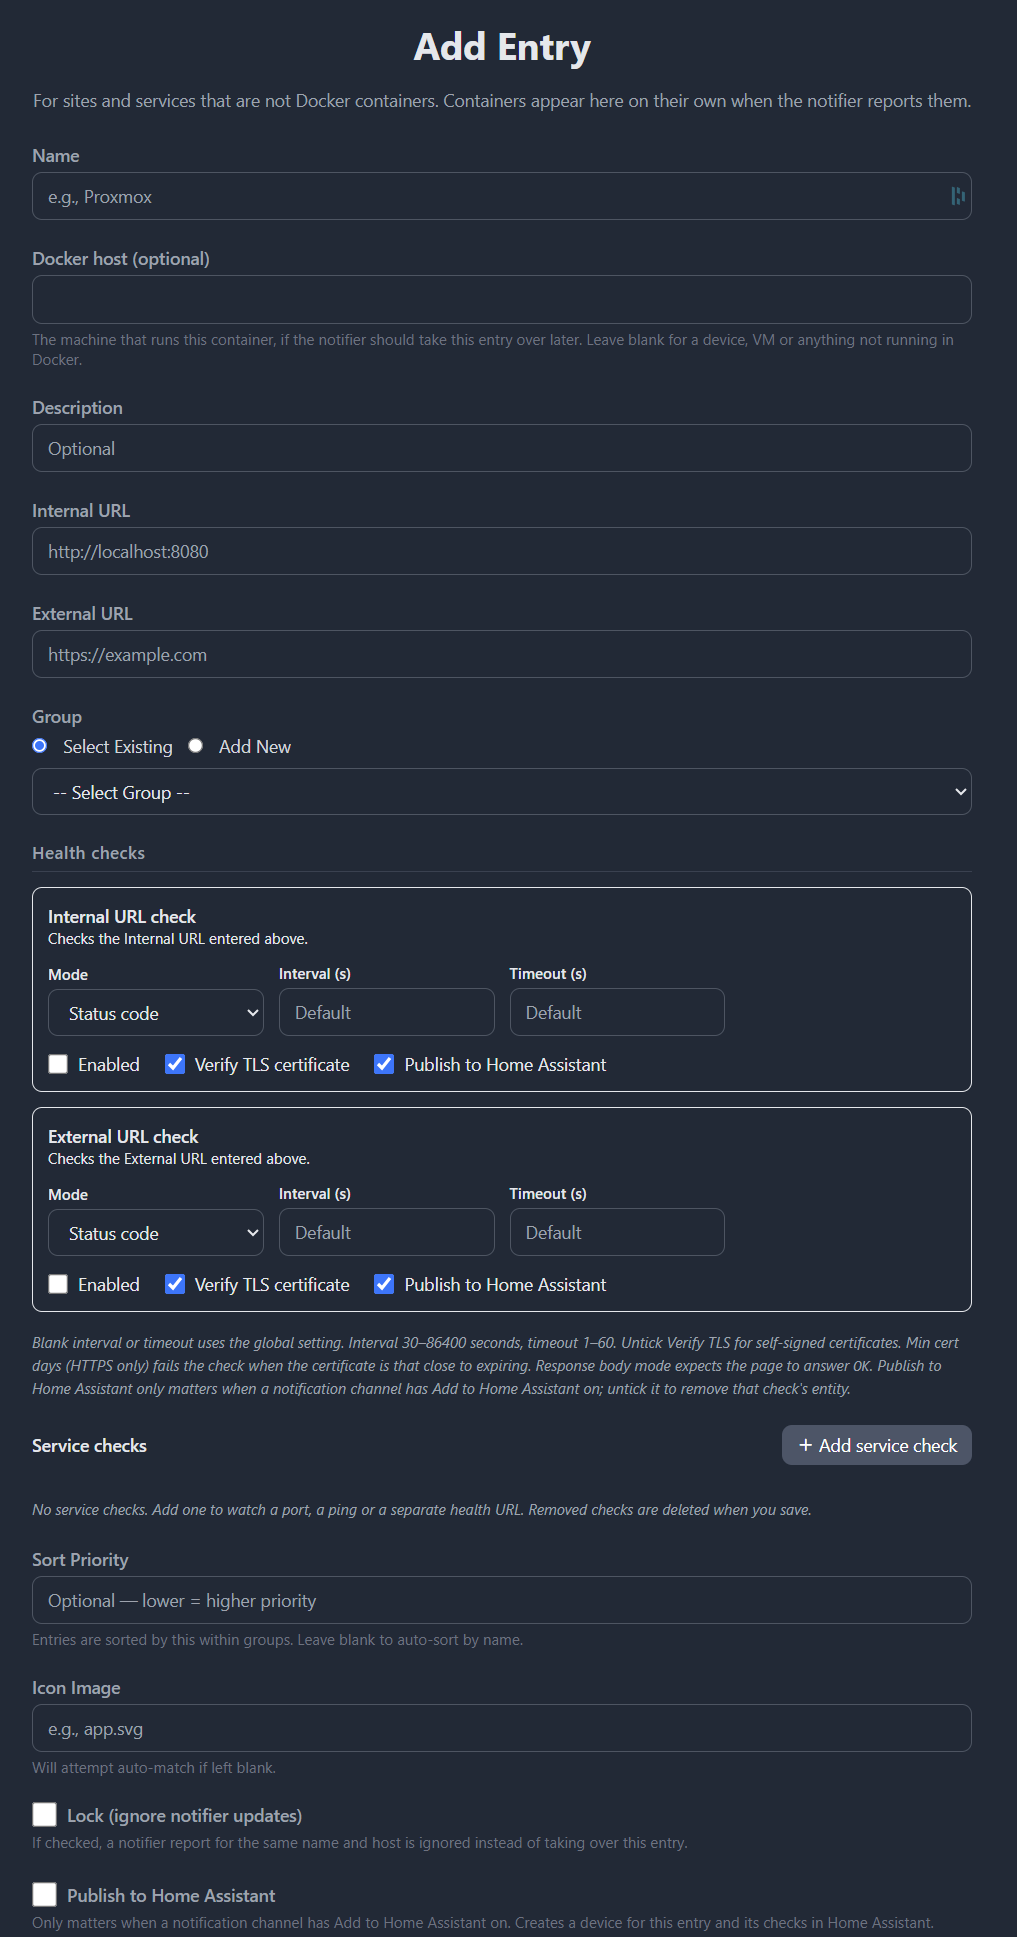 Add Entry
For sites and services that are not Docker containers. Containers appear here on their own when the notifier reports them.
Name
e.g., Proxmox
Docker host (optional)
The machine that runs this container, if the notifier should take this entry over later. Leave blank for a device, VM or anything not running in
Docker.
Description
Optional
Internal URL
http://localhost:8080
External URL
https://example.com
Group
Select Existing Add New
-- Select Group --
Health checks
Internal URL check
Checks the Internal URL entered above.
Mode Interval (s) Timeout (s)
Status code Default Default
Enabled Verify TLS certificate Publish to Home Assistant
External URL check
Checks the External URL entered above.
Mode Interval (s) Timeout (s)
Status code Default Default
Enabled Verify TLS certificate Publish to Home Assistant
Blank interval or timeout uses the global setting. Interval 30–86400 seconds, timeout 1–60. Untick Verify TLS for self-signed certificates. Min cert
days (HTTPS only) fails the check when the certificate is that close to expiring. Response body mode expects the page to answer OK. Publish to
Home Assistant only matters when a notification channel has Add to Home Assistant on; untick it to remove that check's entity.
Service checks + Add service check
No service checks. Add one to watch a port, a ping or a separate health URL. Removed checks are deleted when you save.
Sort Priority
Optional — lower = higher priority
Entries are sorted by this within groups. Leave blank to auto-sort by name.
Icon Image
e.g., app.svg
Will attempt auto-match if left blank.
Lock (ignore notifier updates)
If checked, a notifier report for the same name and host is ignored instead of taking over this entry.
Publish to Home Assistant
Only matters when a notification channel has Add to Home Assistant on. Creates a device for this entry and its checks in Home Assistant.